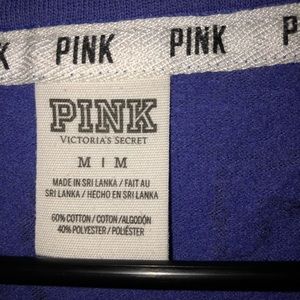 K PINK PINK
PINK
VICTORIA'S SECRET
M | M
MADE IN SRI LANKA / FAIT AU
SRI LANKA / HECHO EN SRI LANKA
60% COTTON / COTON / ALGODÓN
40% POLYESTER / POLIÉSTER